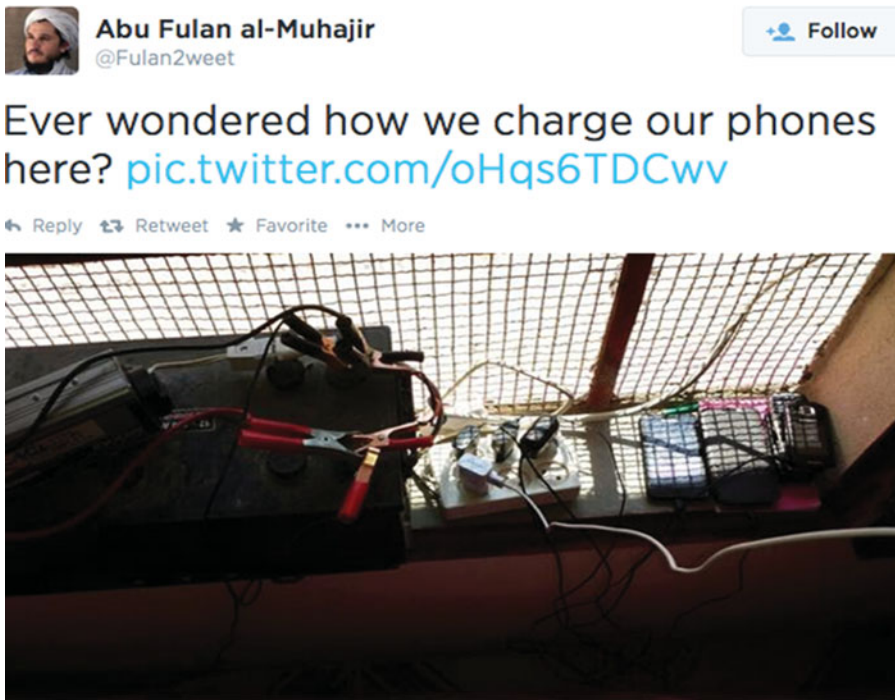 Abu Fulan al-Muhajir
@Fulan2weet
Follow
Ever wondered how we charge our phones
here? pic.twitter.com/oHqs6TDCwv
Reply Retweet Favorite More